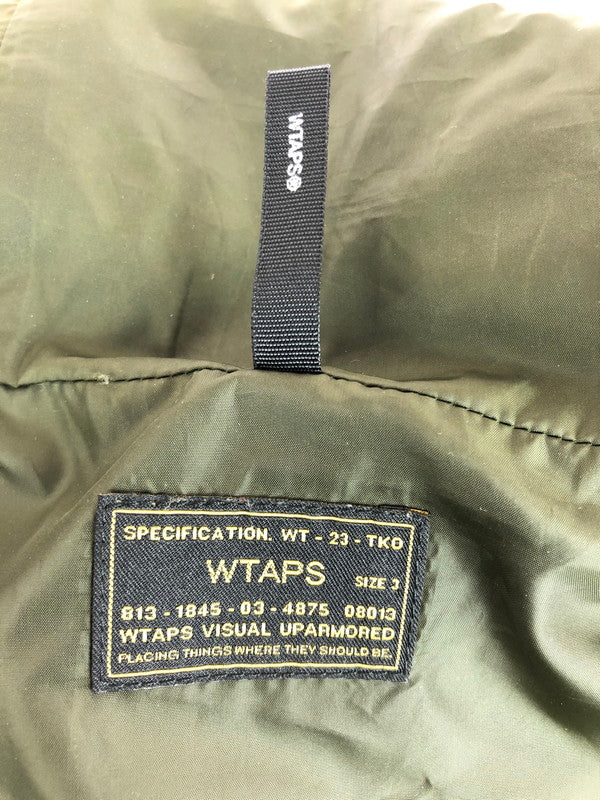 WTAPS®
SPECIFICATION. WT - 23 - TKO
WTAPS SIZE 3
813 - 1845 - 03 - 4875 08013
WTAPS VISUAL UPARMORED
PLACING THINGS WHERE THEY SHOULD BE.